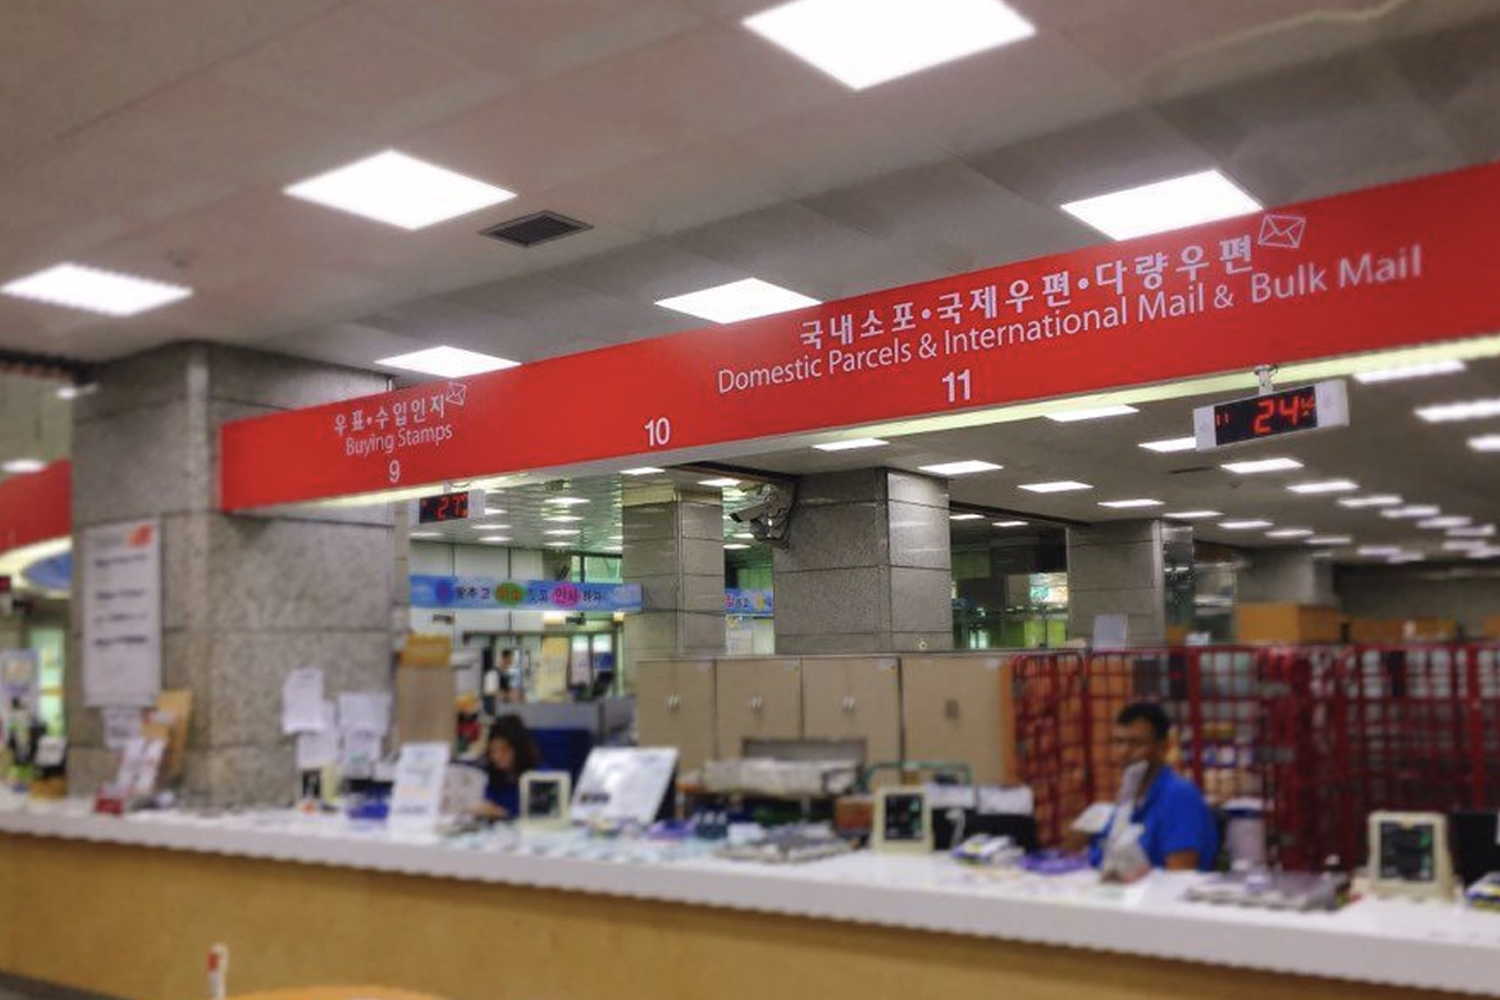 우표•수입인지
Buying Stamps
9
10
국내소포•국제우편•다량우편
Domestic Parcels & International Mail & Bulk Mail
11